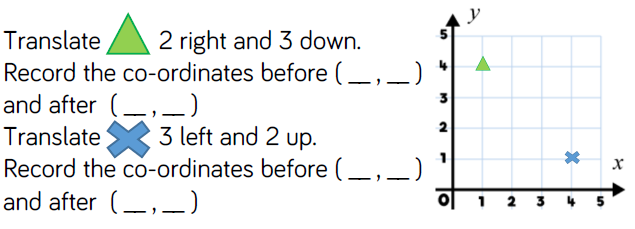 Translate 2 right and 3 down.
Record the co-ordinates before ( __ , __ )
and after ( __ , __ )
Translate 3 left and 2 up.
Record the co-ordinates before ( __ , __ )
and after ( __ , __ )
y
5
4
3
2
1
x
0 1 2 3 4 5